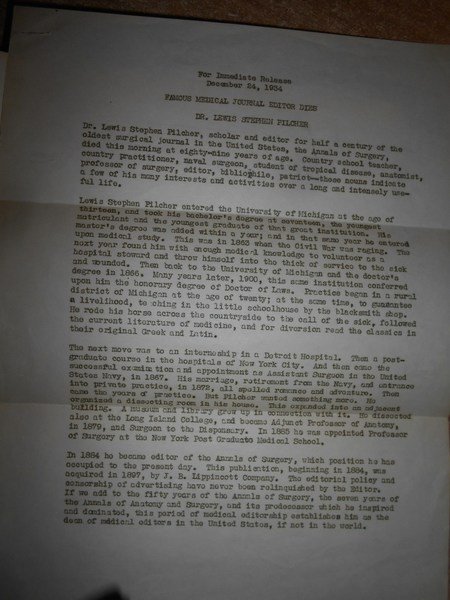 For Immediate Release
December 24, 1934
FAMOUS MEDICAL JOURNAL EDITOR DIES
DR. LEWIS STEPHEN PILCHER
Dr. Lewis Stephen Pilcher, scholar and editor for half a century of the
oldest surgical journal in the United States, the Annals of Surgery,
died this morning at eighty-nine years of age. Country school teacher,
country practitioner, naval surgeon, student of tropical disease, anatomist,
professor of surgery, editor, bibliophile, patriot—these nouns indicate
a few of his many interests and activities over a long and intensely use-
ful life.
Lewis Stephen Pilcher entered the University of Michigan at the age of
thirteen, and took his bachelor's degree at seventeen, the youngest
matriculant and the youngest graduate of that great institution. His
master's degree was added within a year; and in that same year he entered
upon medical study. This was in 1863 when the Civil War was raging. The
next year found him with enough medical knowledge to volunteer as a
hospital steward and throw himself into the thick of service to the sick
and wounded. Then back to the University of Michigan and the doctor's
degree in 1866. Many years later, 1900, this same institution conferred
upon him the honorary degree of Doctor of Laws. Practice began in a rural
district of Michigan at the age of twenty; at the same time, to guarantee
a livelihood, to ching in the little schoolhouse by the blacksmith shop.
He rode his horse across the countryside to the call of the sick, followed
the current literature of medicine, and for diversion read the classics in
their original Greek and Latin.
The next move was to an internship in a Detroit Hospital. Then a post-
graduate course in the hospitals of New York City. And then came the
successful examination and appointment as Assistant Surgeon in the United
States Navy, in 1867. His marriage, retirement from the Navy, and entrance
into private practice, in 1872, all spelled romance and adventure. Then
came the years of practice. But Pilcher wanted something more. He
organized a dissecting room in his house. This expanded into an adjacent
building. A museum and library grew up in connection with it. He dissected
also at the Long Island College, and became Adjunct Professor of Anatomy,
in 1879, and Surgeon to the Dispensary. In 1885 he was appointed Professor
of Surgery at the New York Post Graduate Medical School.
In 1884 he became editor of the Annals of Surgery, which position he has
occupied to the present day. This publication, beginning in 1884, was
acquired in 1897, by J. B. Lippincott Company. The editorial policy and
censorship of advertising have never been relinquished by the Editor.
If we add to the fifty years of the Annals of Surgery, the seven years of
the Annals of Anatomy and Surgery, and its predecessor which he inspired
and dominated, this period of medical editorship establishes him as the
dean of medical editors in the United States, if not in the world.